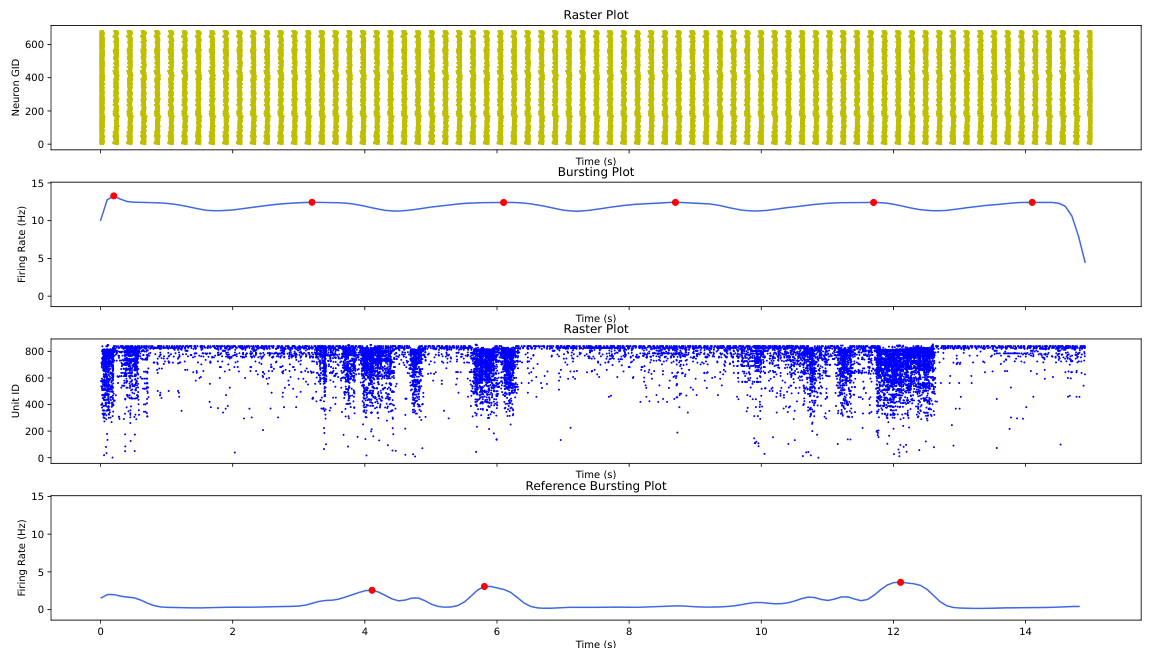 Raster Plot
Neuron GID
600
400
200
0
Time (s)
Bursting Plot
Firing Rate (Hz)
15
10
5
0
Time (s)
Raster Plot
Unit ID
800
600
400
200
0
Time (s)
Reference Bursting Plot
Firing Rate (Hz)
15
10
5
0
0 2 4 6 8 10 12 14
Time (s)